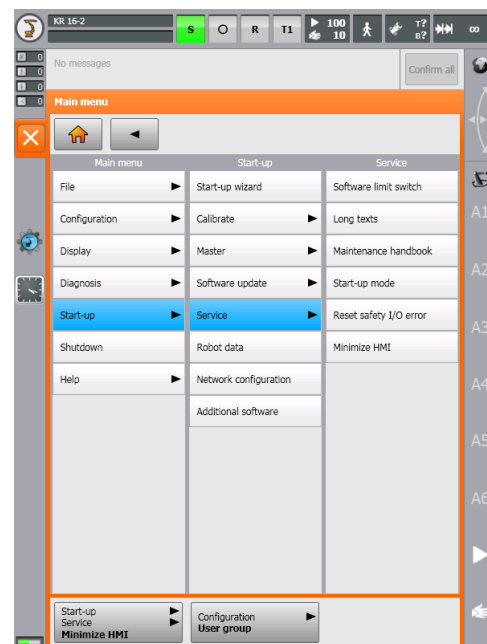 KR 16-2
S O R T1 100 10 T? B? ∞
0
0
0
0
No messages
Confirm all
Main menu
Main menu Start-up Service
File Start-up wizard Software limit switch
Configuration Calibrate Long texts
Display Master Maintenance handbook
Diagnosis Software update Start-up mode
Start-up Service Reset safety I/O error
Shutdown Robot data Minimize HMI
Help Network configuration
Additional software
A1
A2
A3
A4
A5
A6
Start-up
Service
Minimize HMI
Configuration
User group